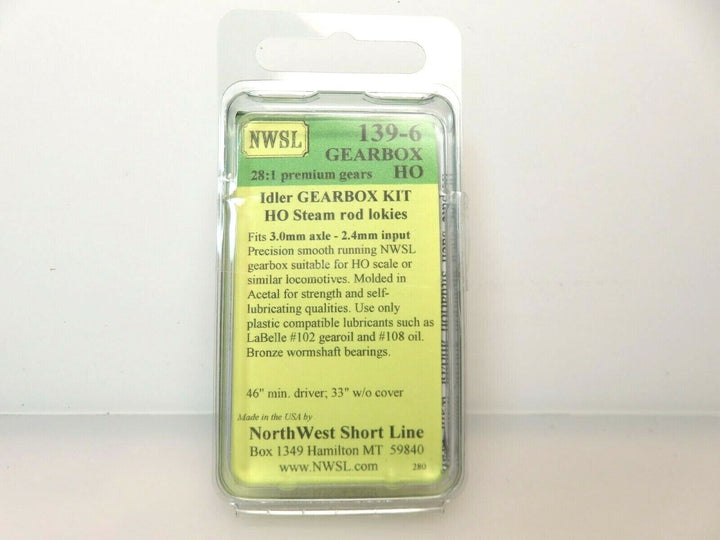 NWSL
139-6
GEARBOX
28:1 premium gears HO
Idler GEARBOX KIT
HO Steam rod lokies
Fits 3.0mm axle - 2.4mm input
Precision smooth running NWSL
gearbox suitable for HO scale or
similar locomotives. Molded in
Acetal for strength and self-
lubricating qualities. Use only
plastic compatible lubricants such as
LaBelle #102 gearoil and #108 oil.
Bronze wormshaft bearings.
46" min. driver; 33" w/o cover
Made in the USA by
NorthWest Short Line
Box 1349 Hamilton MT 59840
www.NWSL.com
280